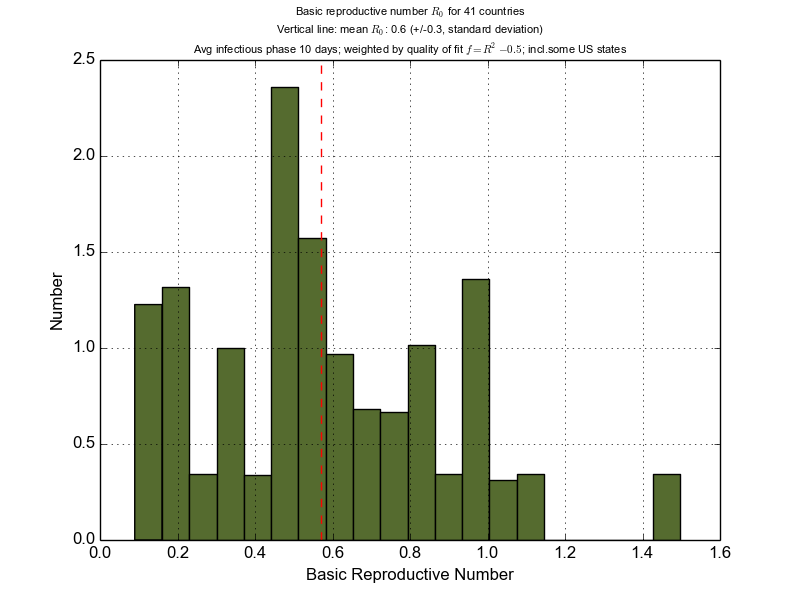 Basic reproductive number R₀ for 41 countries
Vertical line: mean R₀: 0.6 (+/-0.3, standard deviation)
Avg infectious phase 10 days; weighted by quality of fit f=R² −0.5; incl.some US states
2.5
2.0
1.5
1.0
0.5
0.0
Number
0.0 0.2 0.4 0.6 0.8 1.0 1.2 1.4 1.6
Basic Reproductive Number